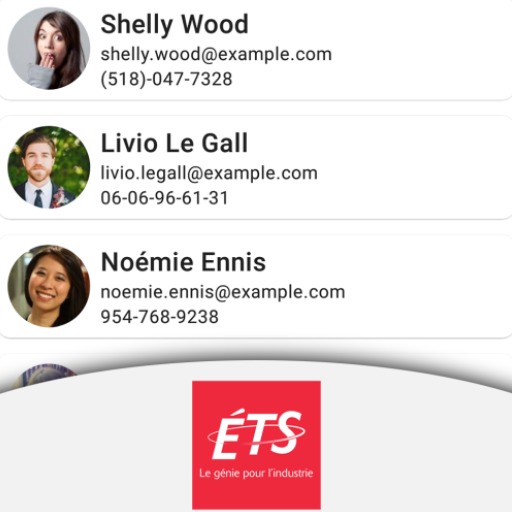 Shelly Wood
shelly.wood@example.com
(518)-047-7328
Livio Le Gall
livio.legall@example.com
06-06-96-61-31
Noémie Ennis
noemie.ennis@example.com
954-768-9238
ÉTS
Le génie pour l'industrie